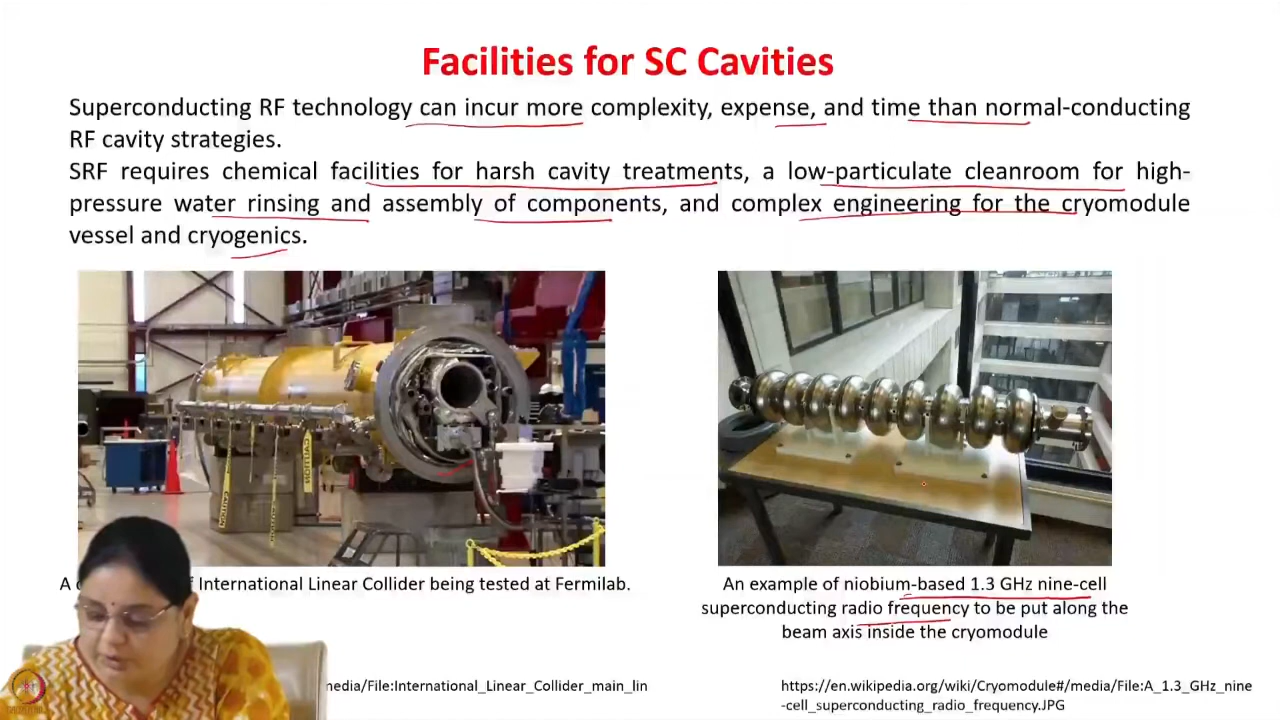 Facilities for SC Cavities
Superconducting RF technology can incur more complexity, expense, and time than normal-conducting
RF cavity strategies.
SRF requires chemical facilities for harsh cavity treatments, a low-particulate cleanroom for high-
pressure water rinsing and assembly of components, and complex engineering for the cryomodule
vessel and cryogenics.
CAUTION
CAUTION
A
International Linear Collider being tested at Fermilab.
An example of niobium-based 1.3 GHz nine-cell
superconducting radio frequency to be put along the
beam axis inside the cryomodule
media/File:International_Linear_Collider_main_lin
https://en.wikipedia.org/wiki/Cryomodule#/media/File:A_1.3_GHz_nine
-cell_superconducting_radio_frequency.JPG